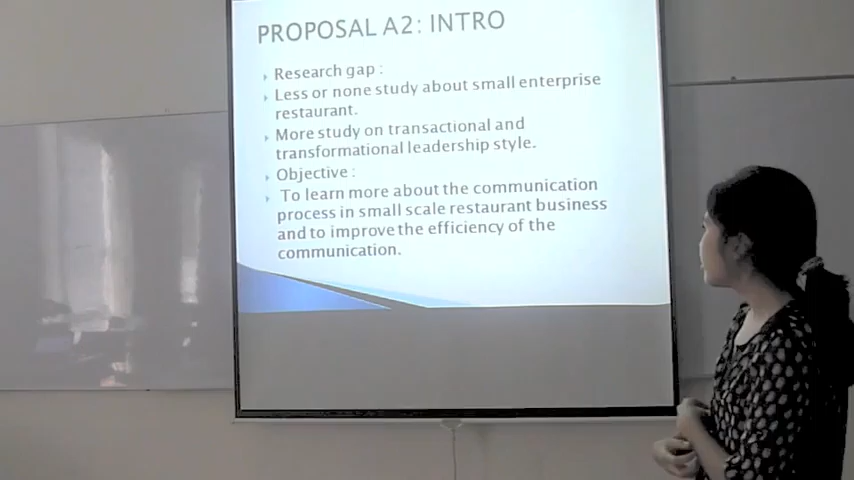 PROPOSAL A2: INTRO
Research gap :
Less or none study about small enterprise
restaurant.
More study on transactional and
transformational leadership style.
Objective :
To learn more about the communication
process in small scale restaurant business
and to improve the efficiency of the
communication.